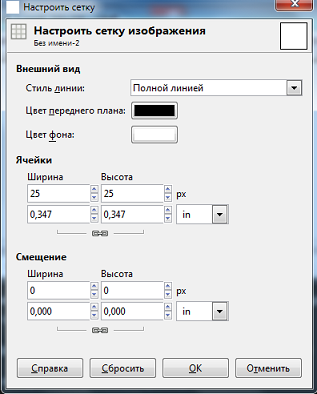 Настроить сетку
Настроить сетку изображения
Без имени-2
Внешний вид
Стиль линии: Полной линией
Цвет переднего плана:
Цвет фона:
Ячейки
Ширина Высота
25 25 px
0,347 0,347 in
Смещение
Ширина Высота
0 0 px
0,000 0,000 in
Справка Сбросить OK Отменить